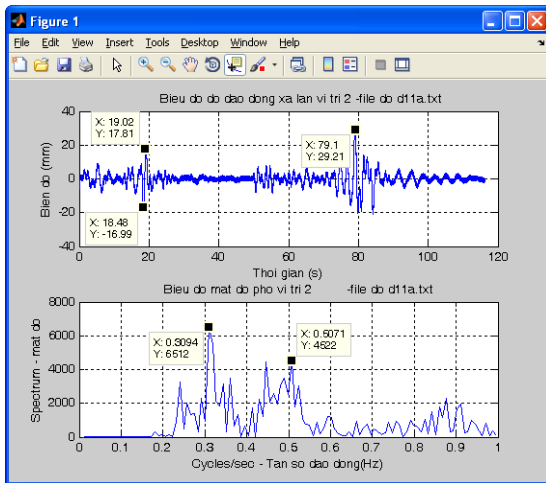 Figure 1
File Edit View Insert Tools Desktop Window Help
Bieu do do dao dong xa lan vi tri 2 -file do d11a.txt
40
20
0
-20
-40
Bien do (mm)
X: 19.02
Y: 17.81
X: 79.1
Y: 29.21
X: 18.48
Y: -16.99
0 20 40 60 80 100 120
Thoi gian (s)
Bieu do mat do pho vi tri 2 -file do d11a.txt
8000
6000
4000
2000
0
Spectrum - mat do
X: 0.3094
Y: 6512
X: 0.5071
Y: 4522
0 0.1 0.2 0.3 0.4 0.5 0.6 0.7 0.8 0.9 1
Cycles/sec - Tan so dao dong(Hz)